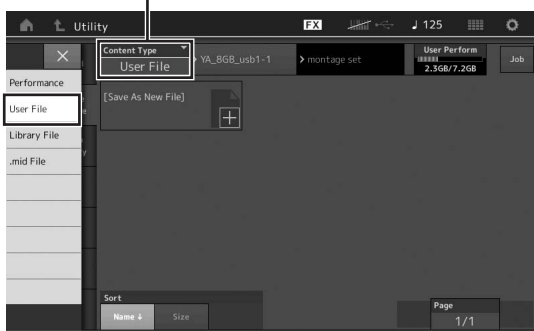 Utility
FX
♩ 125
×
Performance
User File
Library File
.mid File
Content Type
User File
YA_8GB_usb1-1
montage set
User Perform
2.3GB/7.2GB
Job
[Save As New File]
Sort
Name ↓
Size
Page
1/1